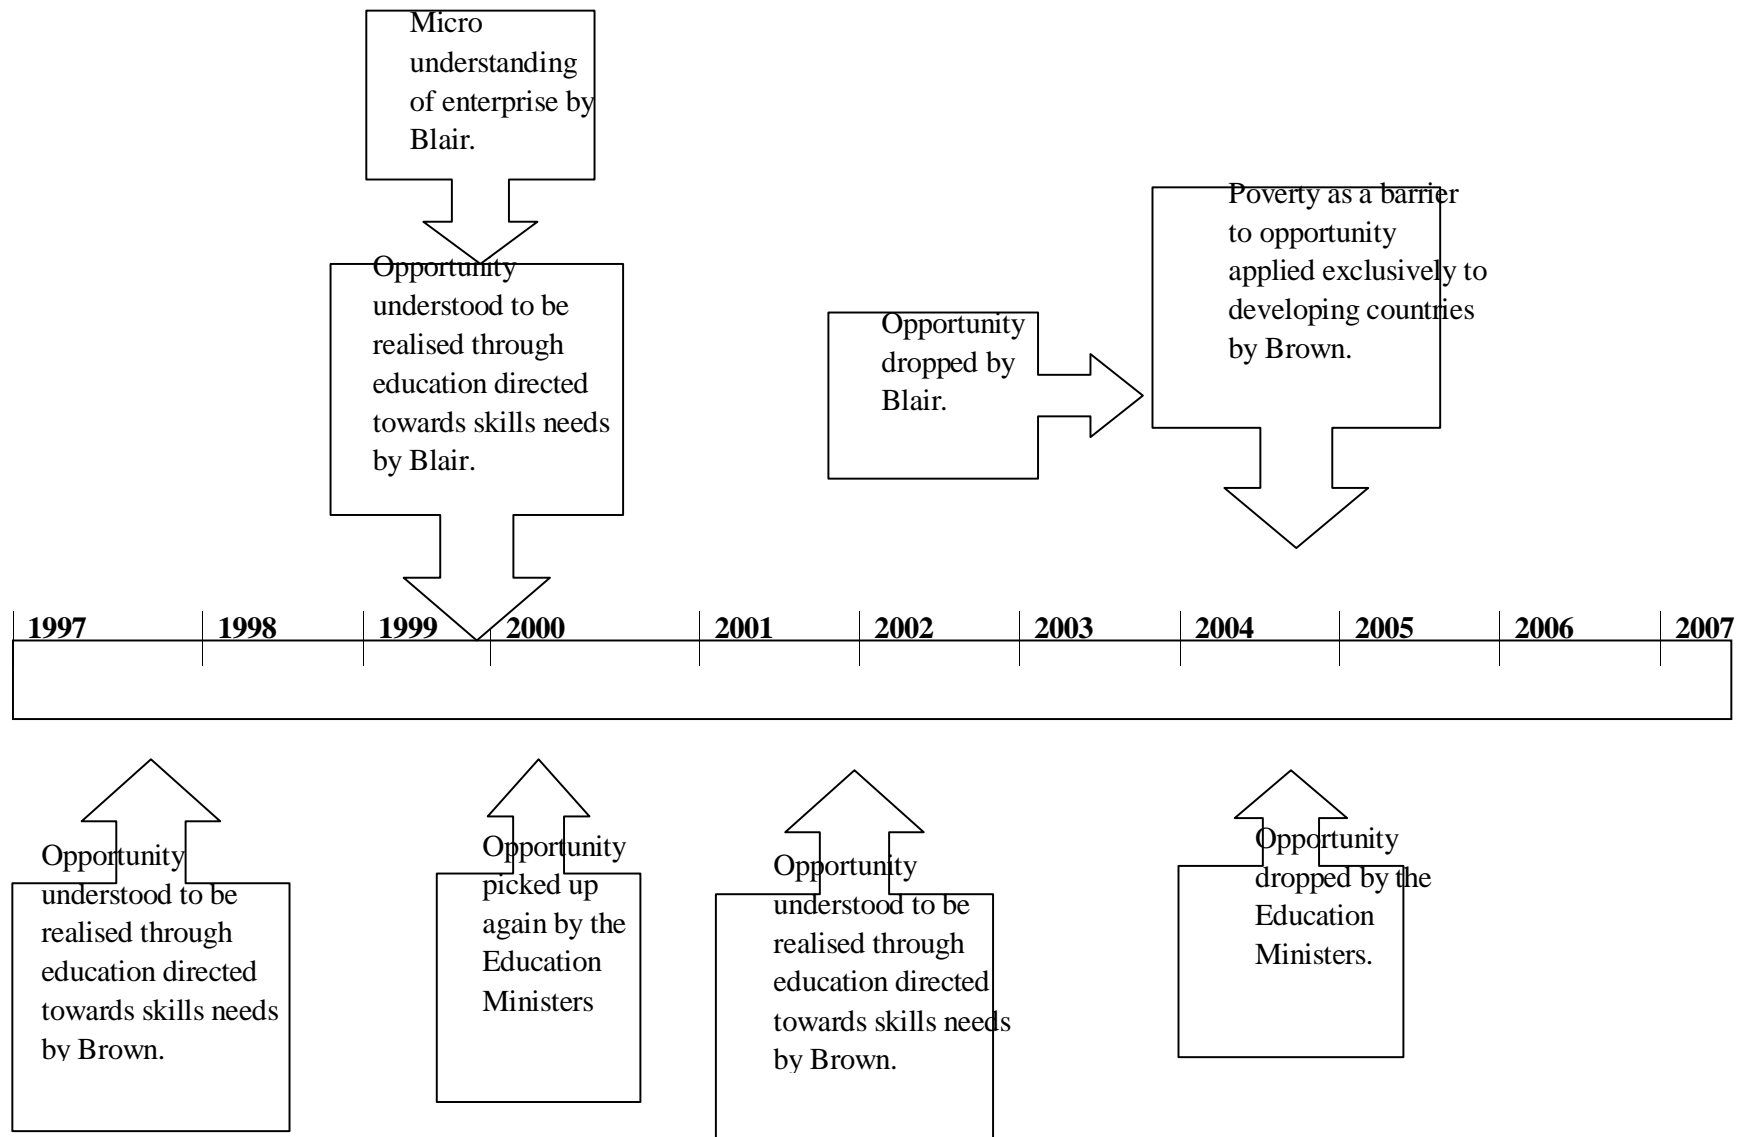 Micro
understanding
of enterprise by
Blair.
Opportunity
understood to be
realised through
education directed
towards skills needs
by Blair.
Opportunity
dropped by
Blair.
Poverty as a barrier
to opportunity
applied exclusively to
developing countries
by Brown.
1997 1998 1999 2000 2001 2002 2003 2004 2005 2006 2007
Opportunity
understood to be
realised through
education directed
towards skills needs
by Brown.
Opportunity
picked up
again by the
Education
Ministers
Opportunity
understood to be
realised through
education directed
towards skills needs
by Brown.
Opportunity
dropped by the
Education
Ministers.